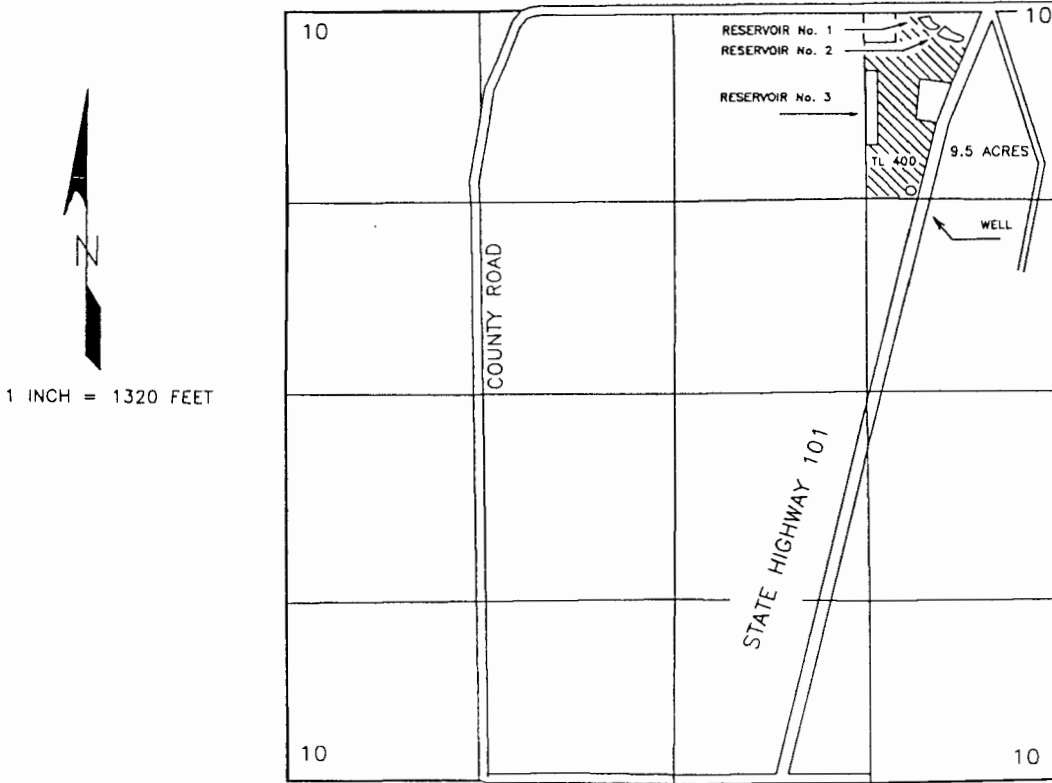 10
RESERVOIR No. 1
10
RESERVOIR No. 2
RESERVOIR No. 3
9.5 ACRES
TL 400
WELL
N
COUNTY ROAD
1 INCH = 1320 FEET
STATE HIGHWAY 101
10
10